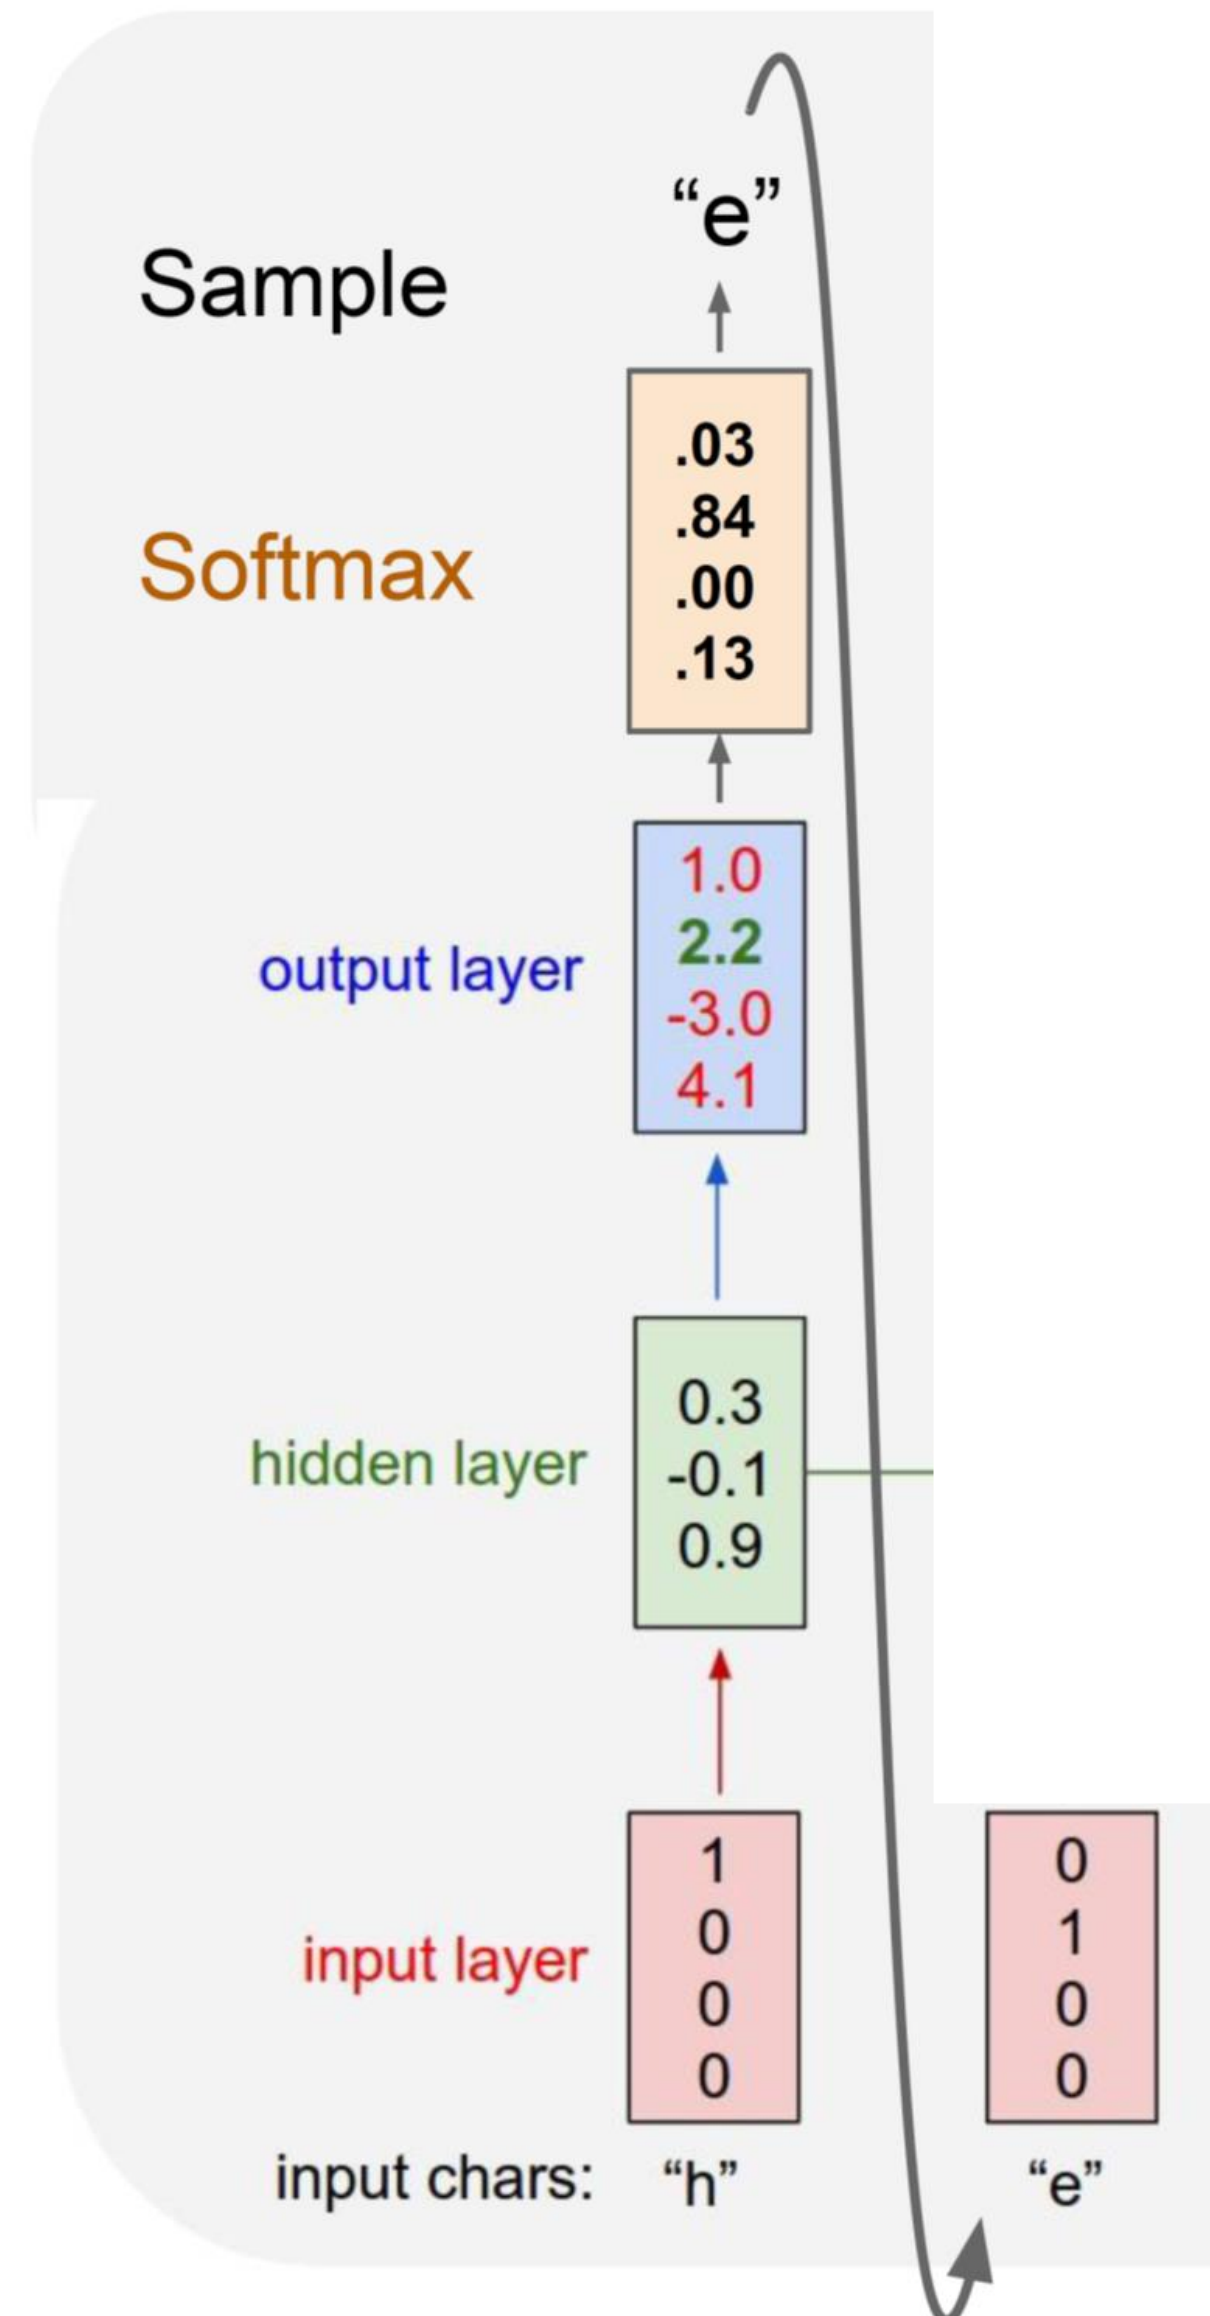 “e”
Sample
.03
.84
.00
.13
Softmax
1.0
2.2
-3.0
4.1
output layer
0.3
-0.1
0.9
hidden layer
1
0
0
0
input layer
0
1
0
0
input chars: “h” “e”